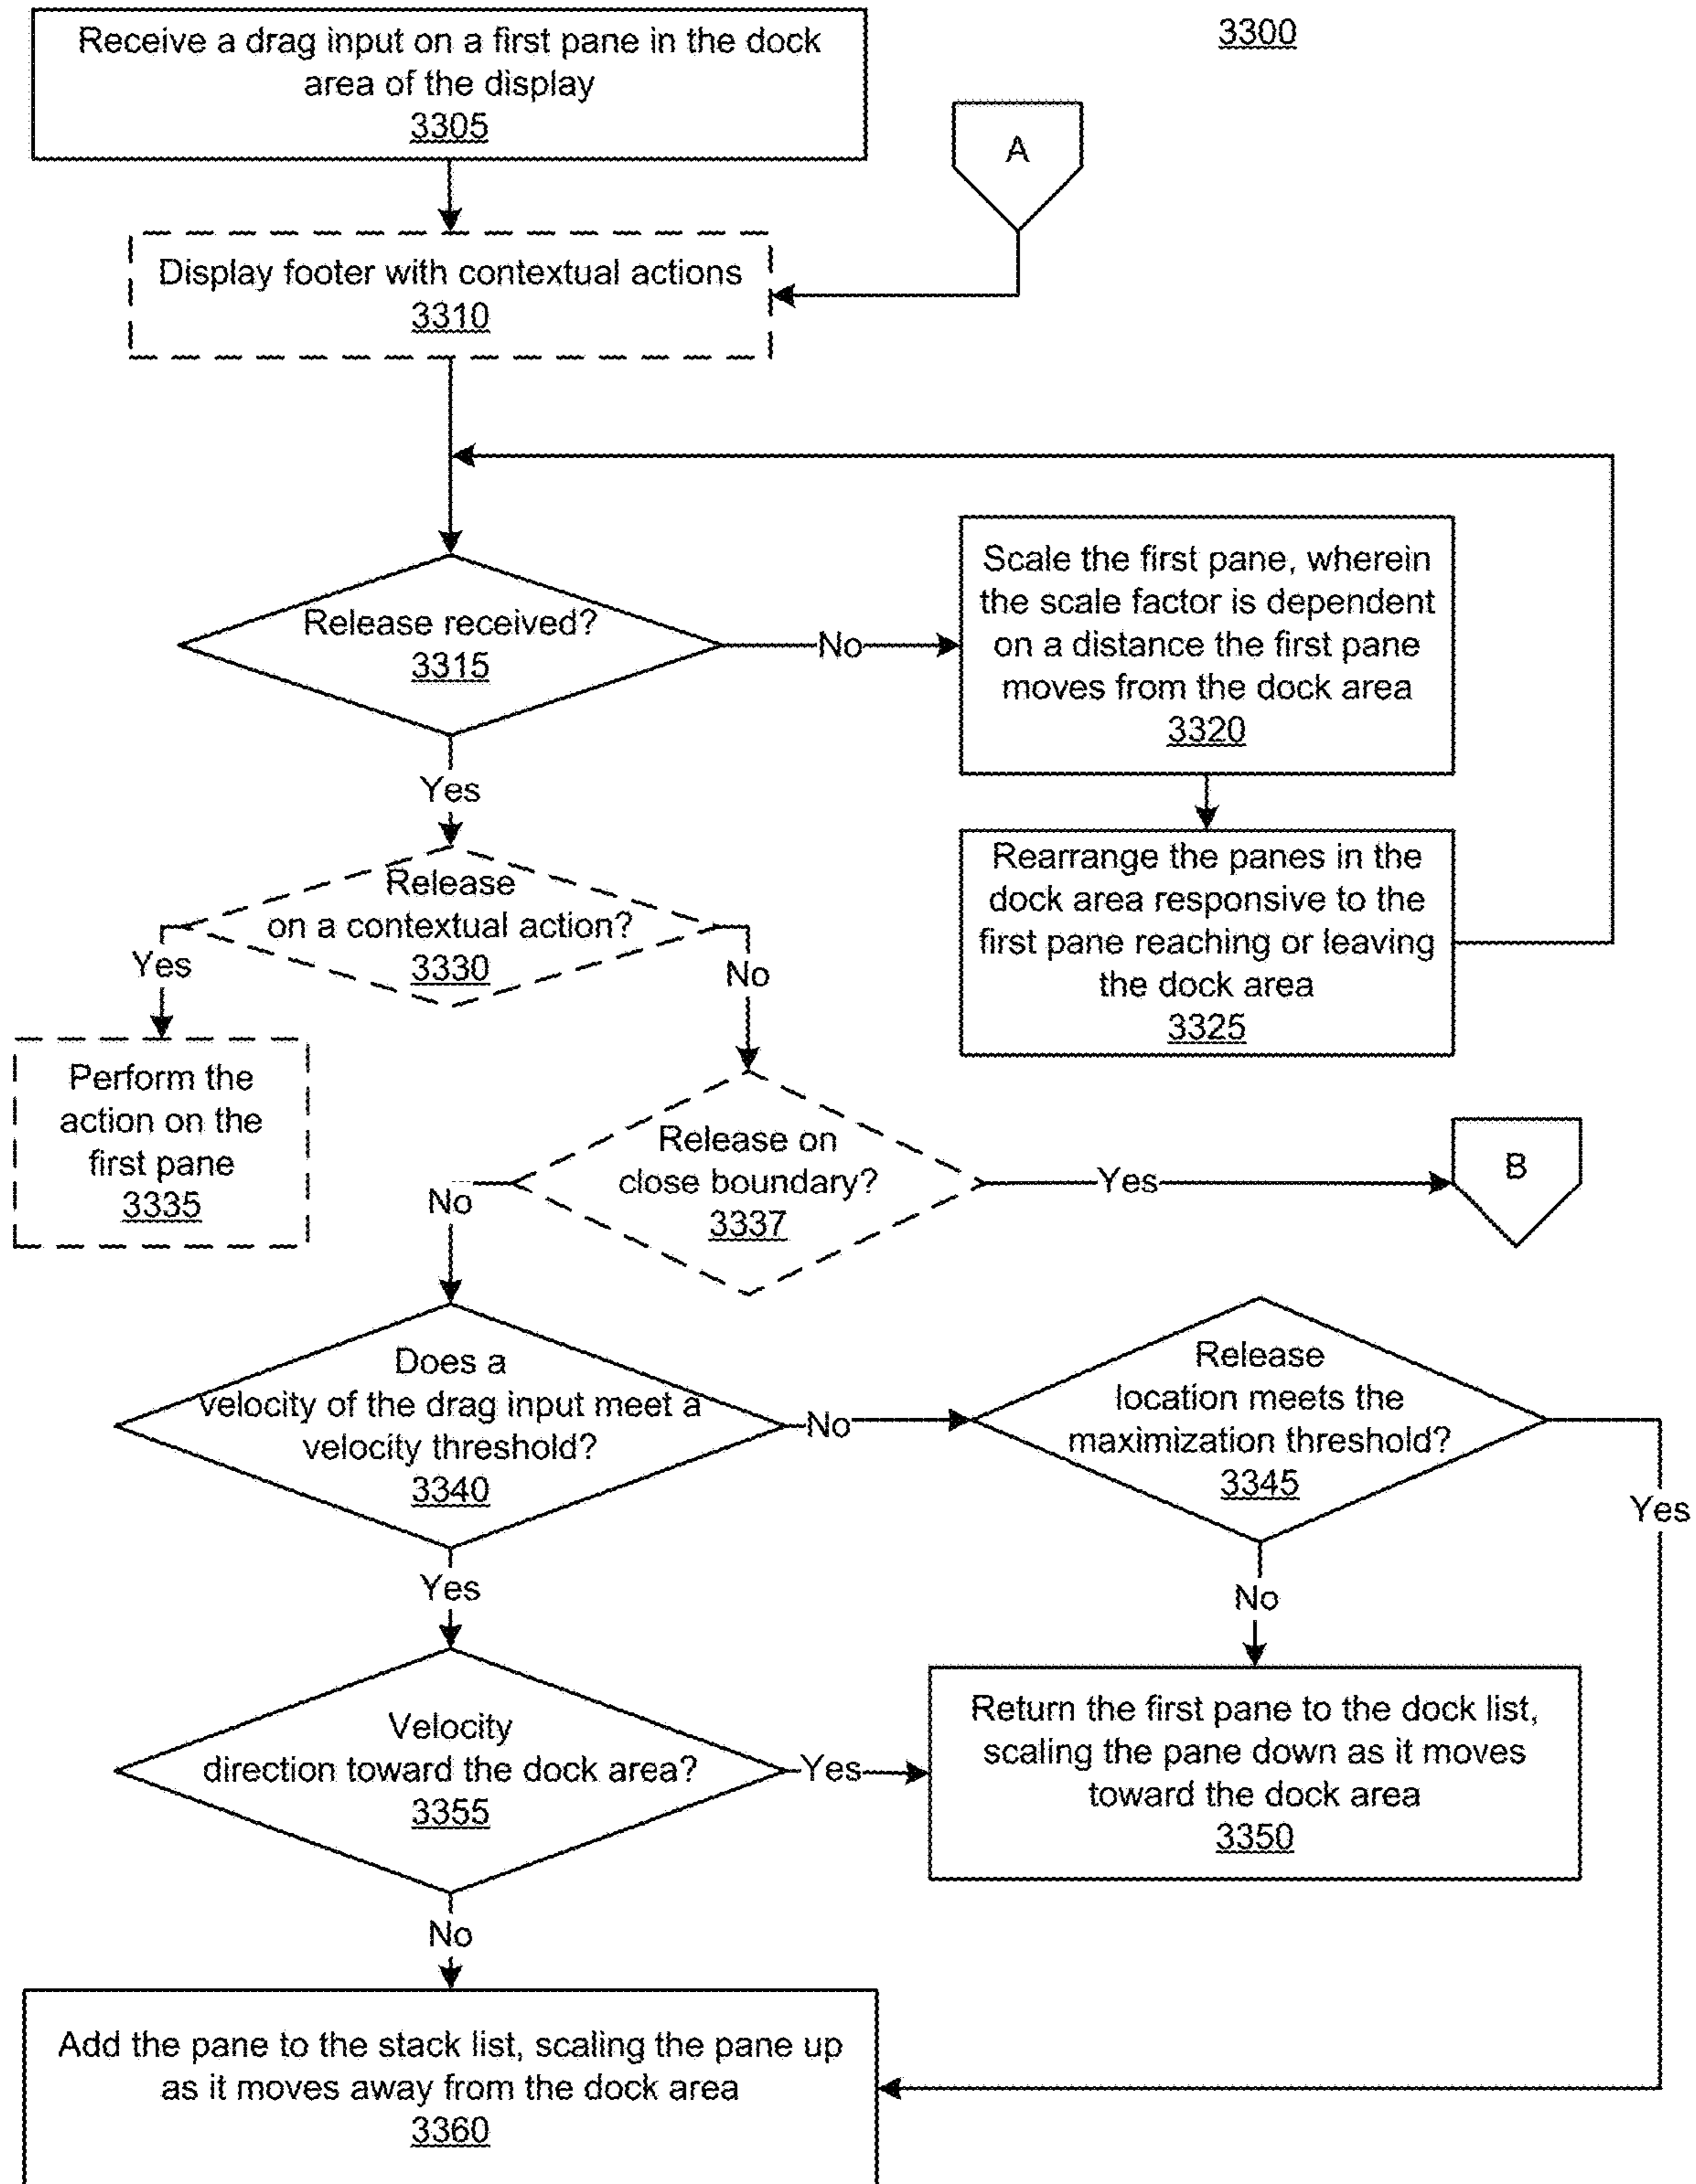 3300
Receive a drag input on a first pane in the dock
area of the display
3305
A
Display footer with contextual actions
3310
Release received?
3315
No
Scale the first pane, wherein
the scale factor is dependent
on a distance the first pane
moves from the dock area
3320
Yes
Rearrange the panes in the
dock area responsive to the
first pane reaching or leaving
the dock area
3325
Release
on a contextual action?
3330
Yes
No
Perform the
action on the
first pane
3335
Release on
close boundary?
3337
Yes
B
No
Does a
velocity of the drag input meet a
velocity threshold?
3340
No
Release
location meets the
maximization threshold?
3345
Yes
Yes
No
Velocity
direction toward the dock area?
3355
Yes
Return the first pane to the dock list,
scaling the pane down as it moves
toward the dock area
3350
No
Add the pane to the stack list, scaling the pane up
as it moves away from the dock area
3360